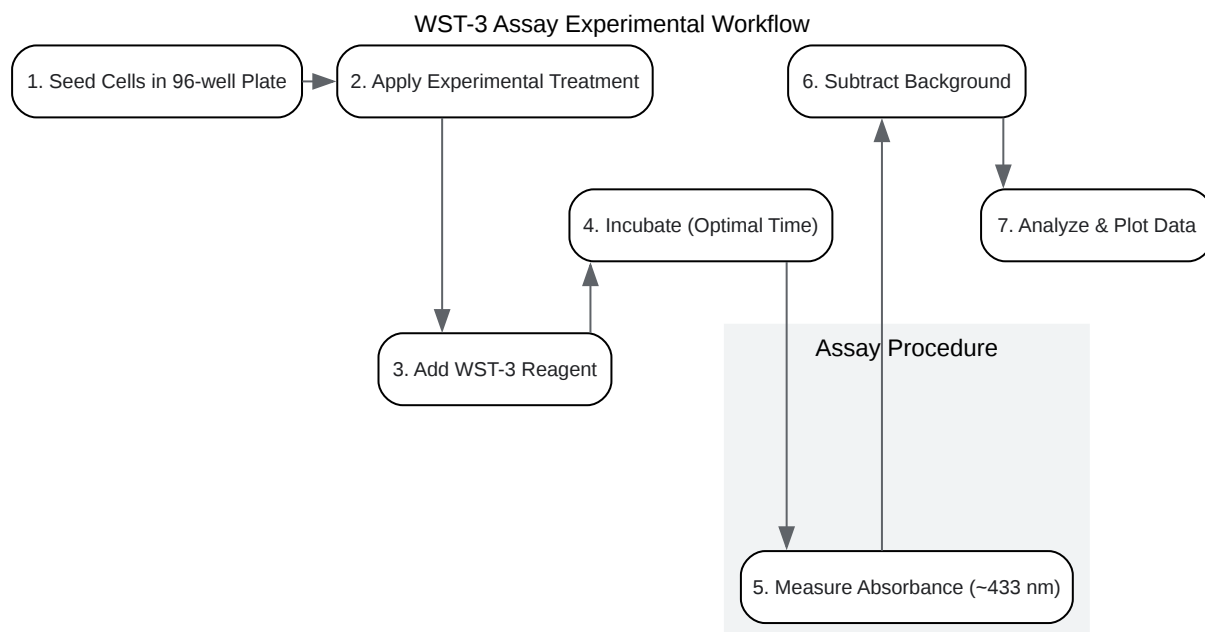 WST-3 Assay Experimental Workflow
1. Seed Cells in 96-well Plate
2. Apply Experimental Treatment
3. Add WST-3 Reagent
4. Incubate (Optimal Time)
Assay Procedure
5. Measure Absorbance (~433 nm)
6. Subtract Background
7. Analyze & Plot Data